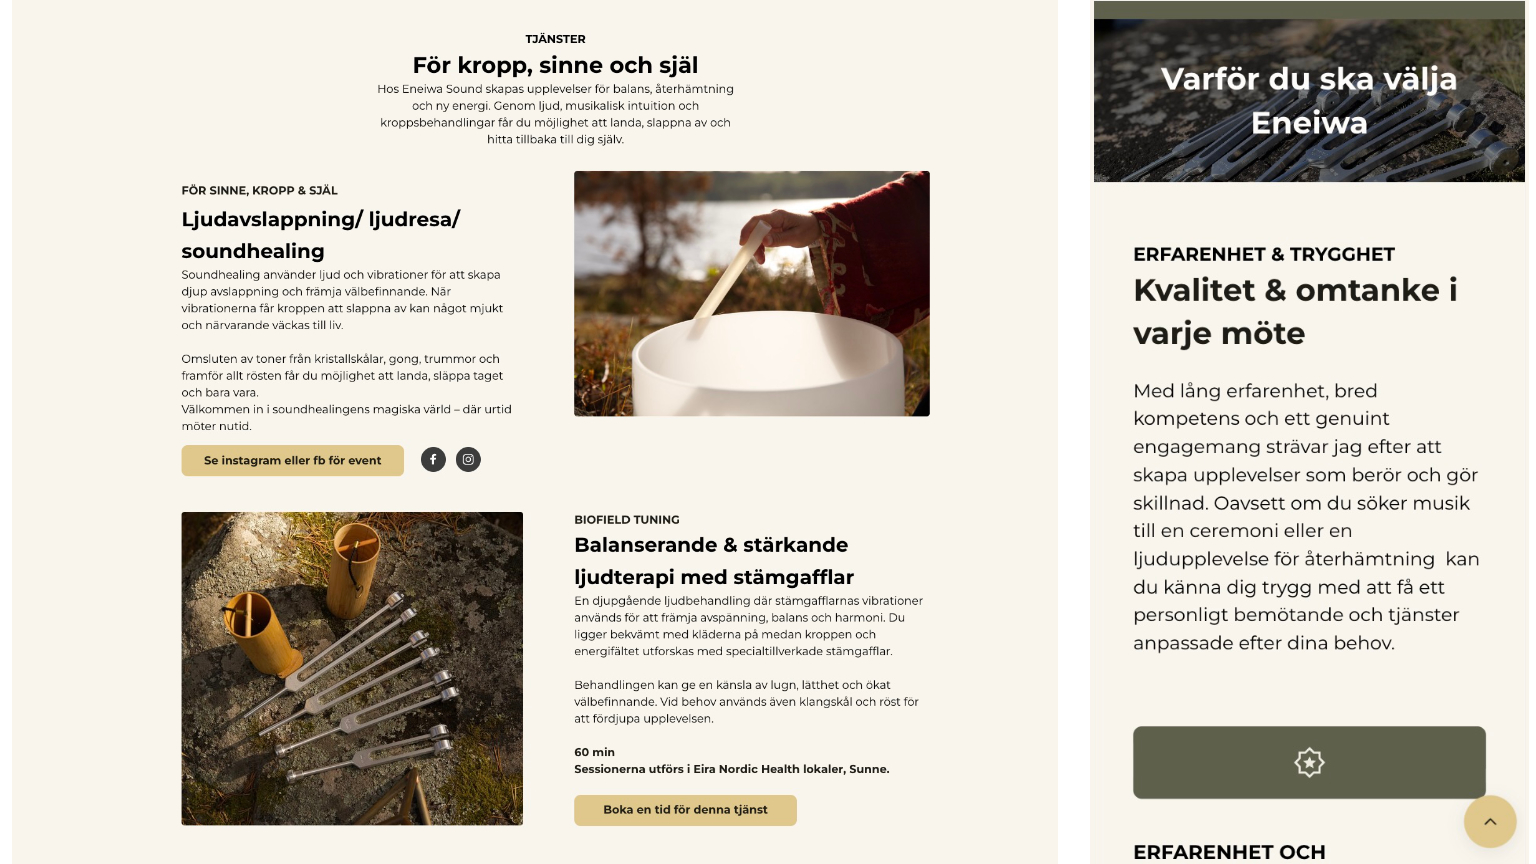 TJÄNSTER
För kropp, sinne och själ
Hos Eneiwa Sound skapas upplevelser för balans, återhämtning
och ny energi. Genom ljud, musikalisk intuition och
kroppsbehandlingar får du möjlighet att landa, slappna av och
hitta tillbaka till dig själv.
FÖR SINNE, KROPP & SJÄL
Ljudavslappning/ ljudresa/
soundhealing
Soundhealing använder ljud och vibrationer för att skapa
djup avslappning och främja välbefinnande. När
vibrationerna får kroppen att slappna av kan något mjukt
och närvarande väckas till liv.
Omsluten av toner från kristallskålar, gong, trummor och
framför allt rösten får du möjlighet att landa, släppa taget
och bara vara.
Välkommen in i soundhealingens magiska värld – där urtid
möter nutid.
Se instagram eller fb för event
BIOFIELD TUNING
Balanserande & stärkande
ljudterapi med stämgafflar
En djupgående ljudbehandling där stämgafflarnas vibrationer
används för att främja avspänning, balans och harmoni. Du
ligger bekvämt med kläderna på medan kroppen och
energifältet utforskas med specialtillverkade stämgafflar.
Behandlingen kan ge en känsla av lugn, lätthet och ökat
välbefinnande. Vid behov används även klangskål och röst för
att fördjupa upplevelsen.
60 min
Sessionerna utförs i Eira Nordic Health lokaler, Sunne.
Boka en tid för denna tjänst
Varför du ska välja
Eneiwa
ERFARENHET & TRYGGHET
Kvalitet & omtanke i
varje möte
Med lång erfarenhet, bred
kompetens och ett genuint
engagemang strävar jag efter att
skapa upplevelser som berör och gör
skillnad. Oavsett om du söker musik
till en ceremoni eller en
ljudupplevelse för återhämtning  kan
du känna dig trygg med att få ett
personligt bemötande och tjänster
anpassade efter dina behov.
ERFARENHET OCH